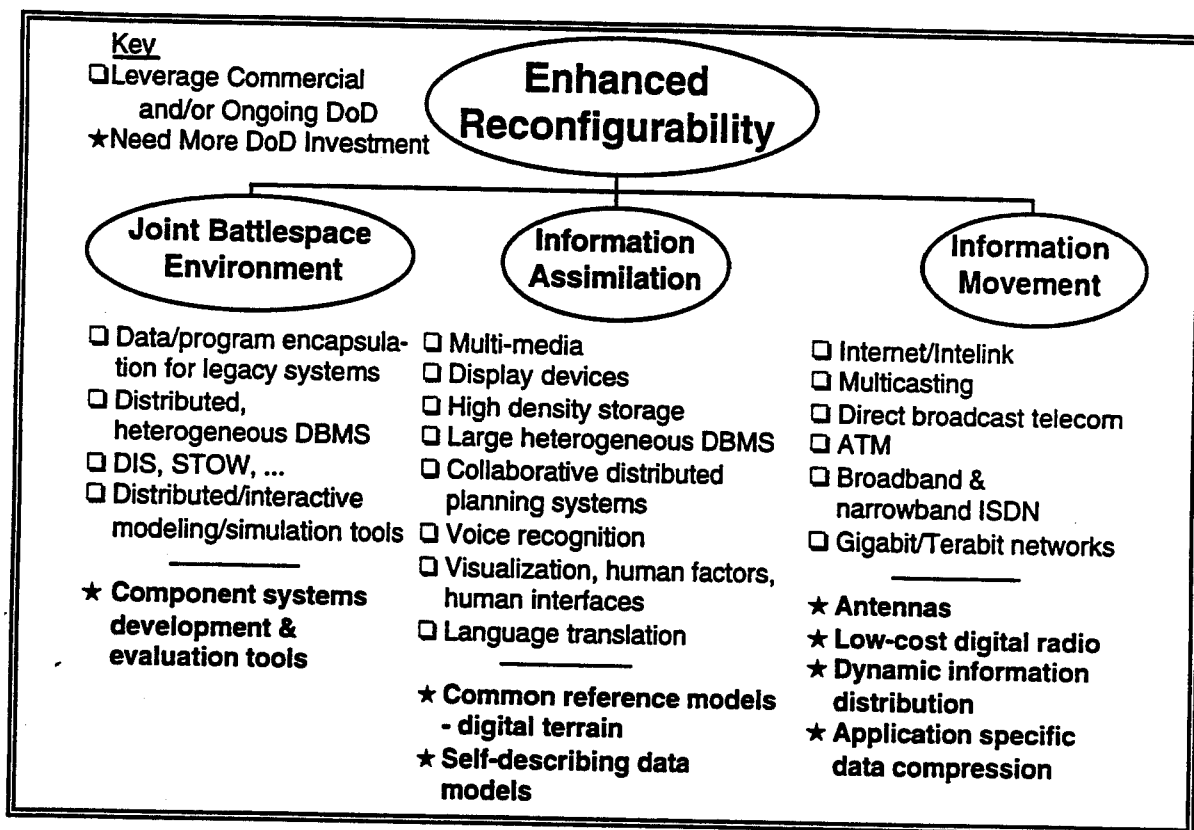 Key
❑Leverage Commercial
and/or Ongoing DoD
★Need More DoD Investment
Enhanced
Reconfigurability
Joint Battlespace
Environment
❑ Data/program encapsula-
tion for legacy systems
❑ Distributed,
heterogeneous DBMS
❑ DIS, STOW, ...
❑ Distributed/interactive
modeling/simulation tools
★ Component systems
development &
evaluation tools
Information
Assimilation
❑ Multi-media
❑ Display devices
❑ High density storage
❑ Large heterogeneous DBMS
❑ Collaborative distributed
planning systems
❑ Voice recognition
❑ Visualization, human factors,
human interfaces
❑ Language translation
★ Common reference models
- digital terrain
★ Self-describing data
models
Information
Movement
❑ Internet/Intelink
❑ Multicasting
❑ Direct broadcast telecom
❑ ATM
❑ Broadband &
narrowband ISDN
❑ Gigabit/Terabit networks
★ Antennas
★ Low-cost digital radio
★ Dynamic information
distribution
★ Application specific
data compression